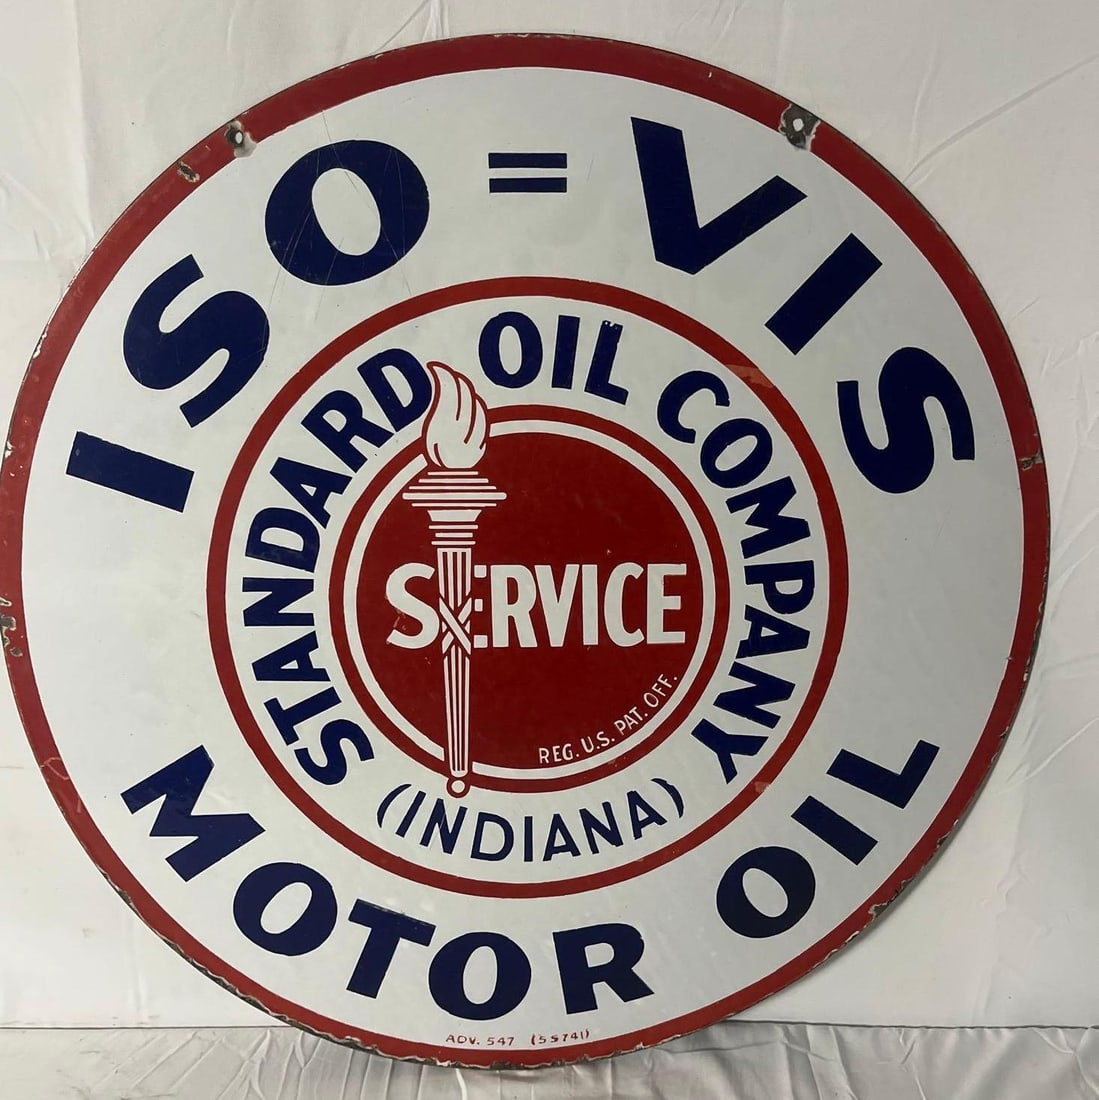 ISO=VIS
MOTOR OIL
STANDARD OIL COMPANY
(INDIANA)
SERVICE
REG. U.S. PAT. OFF.
ADV. 547 (55741)